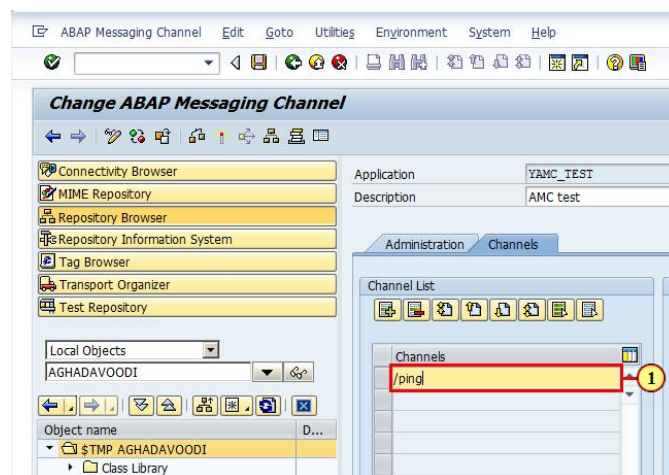 ABAP Messaging Channel Edit Goto Utilities Environment System Help
Change ABAP Messaging Channel
Connectivity Browser
MIME Repository
Repository Browser
Repository Information System
Tag Browser
Transport Organizer
Test Repository
Local Objects
AGHADAVOODI
Object name D...
$TMP AGHADAVOODI
Class Library
Application YAMC_TEST
Description AMC test
Administration Channels
Channel List
Channels
/ping
1